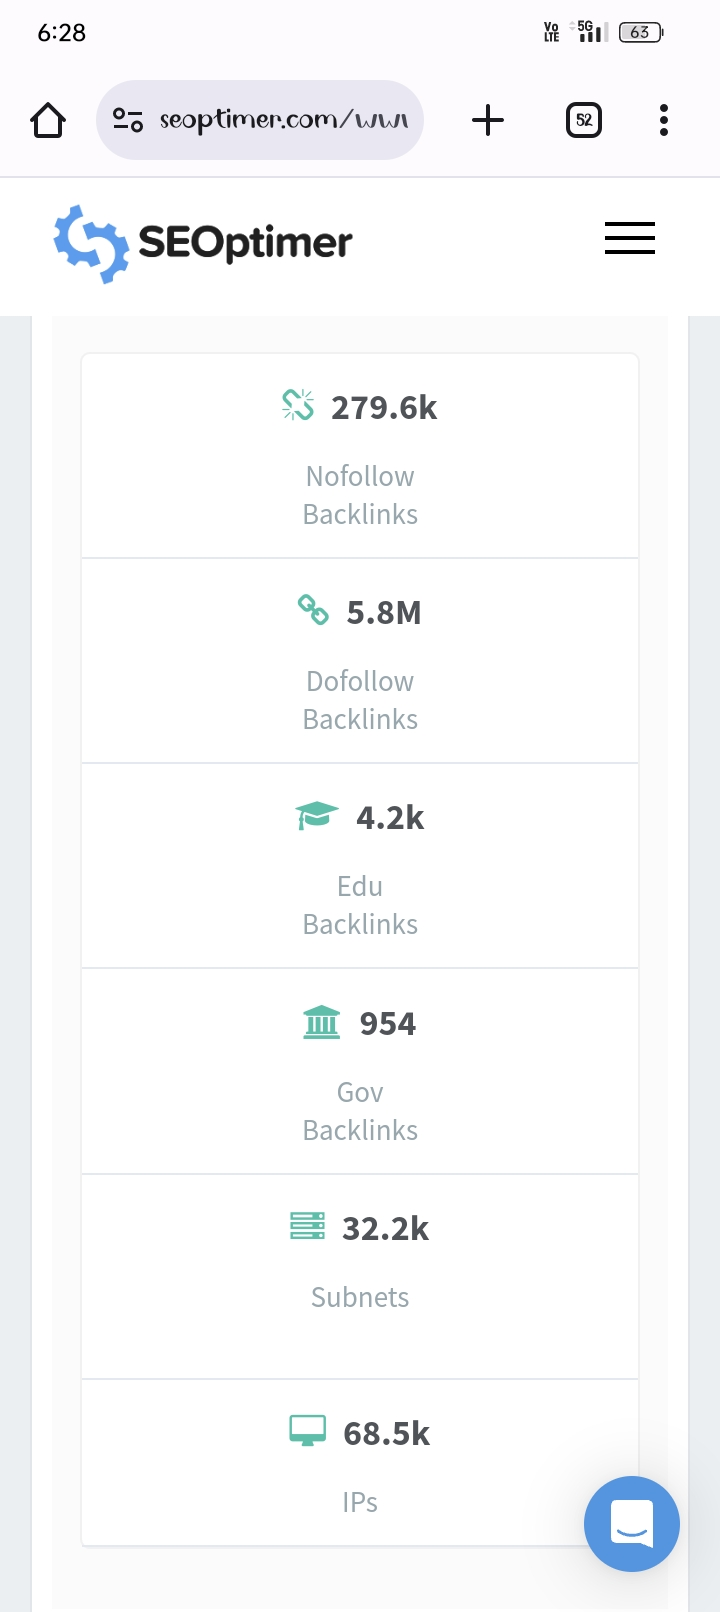 6:28
Vo
LTE
5G
63
seoptimer.com/ww
52
SEOptimer
279.6k
Nofollow
Backlinks
5.8M
Dofollow
Backlinks
4.2k
Edu
Backlinks
954
Gov
Backlinks
32.2k
Subnets
68.5k
IPs